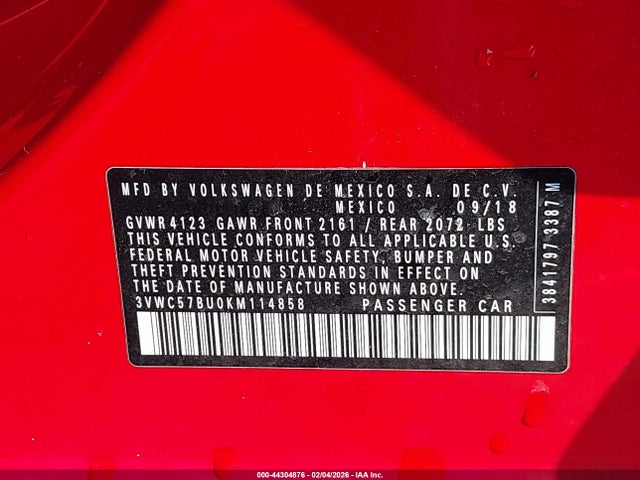 MFD BY VOLKSWAGEN DE MEXICO S.A. DE C.V.
MEXICO 09/18
GVWR 4123 GAWR FRONT 2161 / REAR 2072 LBS
THIS VEHICLE CONFORMS TO ALL APPLICABLE U.S.
FEDERAL MOTOR VEHICLE SAFETY, BUMPER AND
THEFT PREVENTION STANDARDS IN EFFECT ON
THE DATE OF MANUFACTURE SHOWN ABOVE.
3VWC57BU0KM114858 PASSENGER CAR
3841797 3387 M
000-44304876 - 02/04/2026 - IAA Inc.